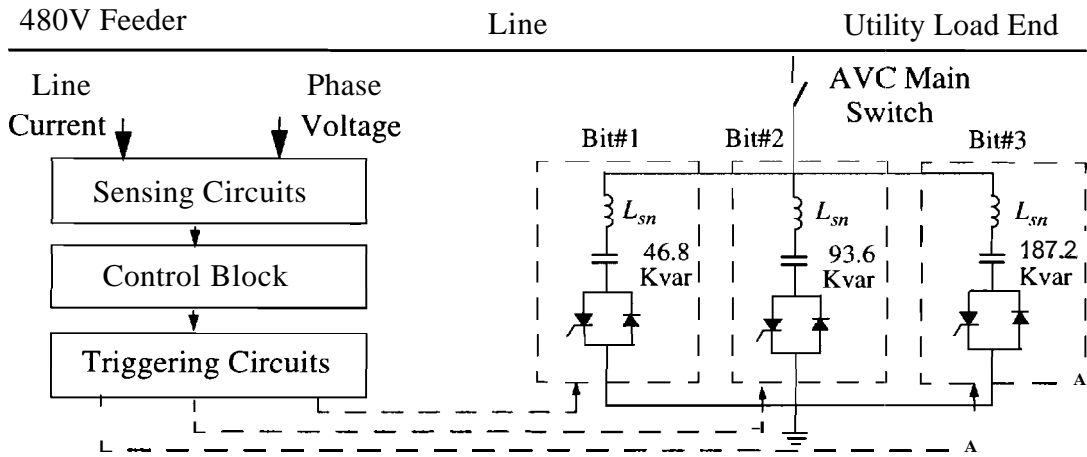 480V Feeder
Line
Utility Load End
Line
Current
Phase
Voltage
AVC Main
Switch
Bit#1
Bit#2
Bit#3
Sensing Circuits
Control Block
Triggering Circuits
Lsn
46.8
Kvar
Lsn
93.6
Kvar
Lsn
187.2
Kvar
A
A